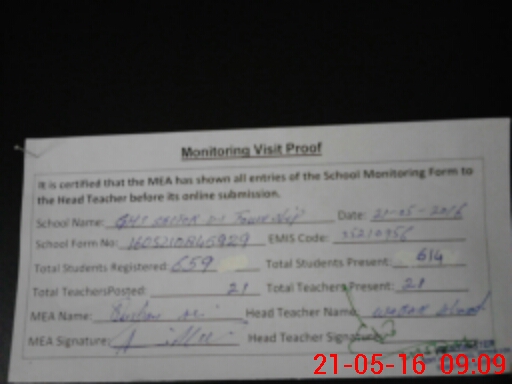 Monitoring Visit Proof
It is certified that the MEA has shown all entries of the School Monitoring Form to
the Head Teacher before its online submission.
School Name: Township Date: 21-05-2016
School Form No: EMIS Code:
Total Students Registered: 659 Total Students Present: 614
Total TeachersPosted: 21 Total Teachers Present: 21
MEA Name: Head Teacher Name:
MEA Signature: Head Teacher Signature:
21-05-16 09:09